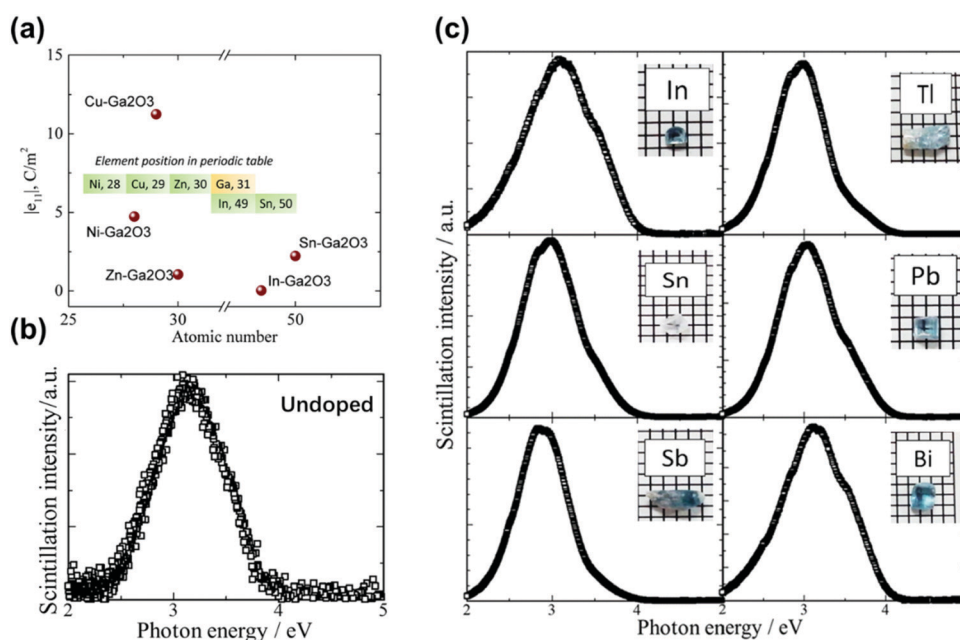 (a)
|e11|, C/m2
15
10
5
0
Cu-Ga2O3
Element position in periodic table
Ni, 28 Cu, 29 Zn, 30 Ga, 31
In, 49 Sn, 50
Ni-Ga2O3
Sn-Ga2O3
Zn-Ga2O3
In-Ga2O3
25 30 50
Atomic number
(b)
Scintillation intensity/a.u.
Undoped
2 3 4 5
Photon energy / eV
(c)
Scintillation intensity / a.u.
In
Tl
Sn
Pb
Sb
Bi
2 3 4 2 3 4
Photon energy / eV